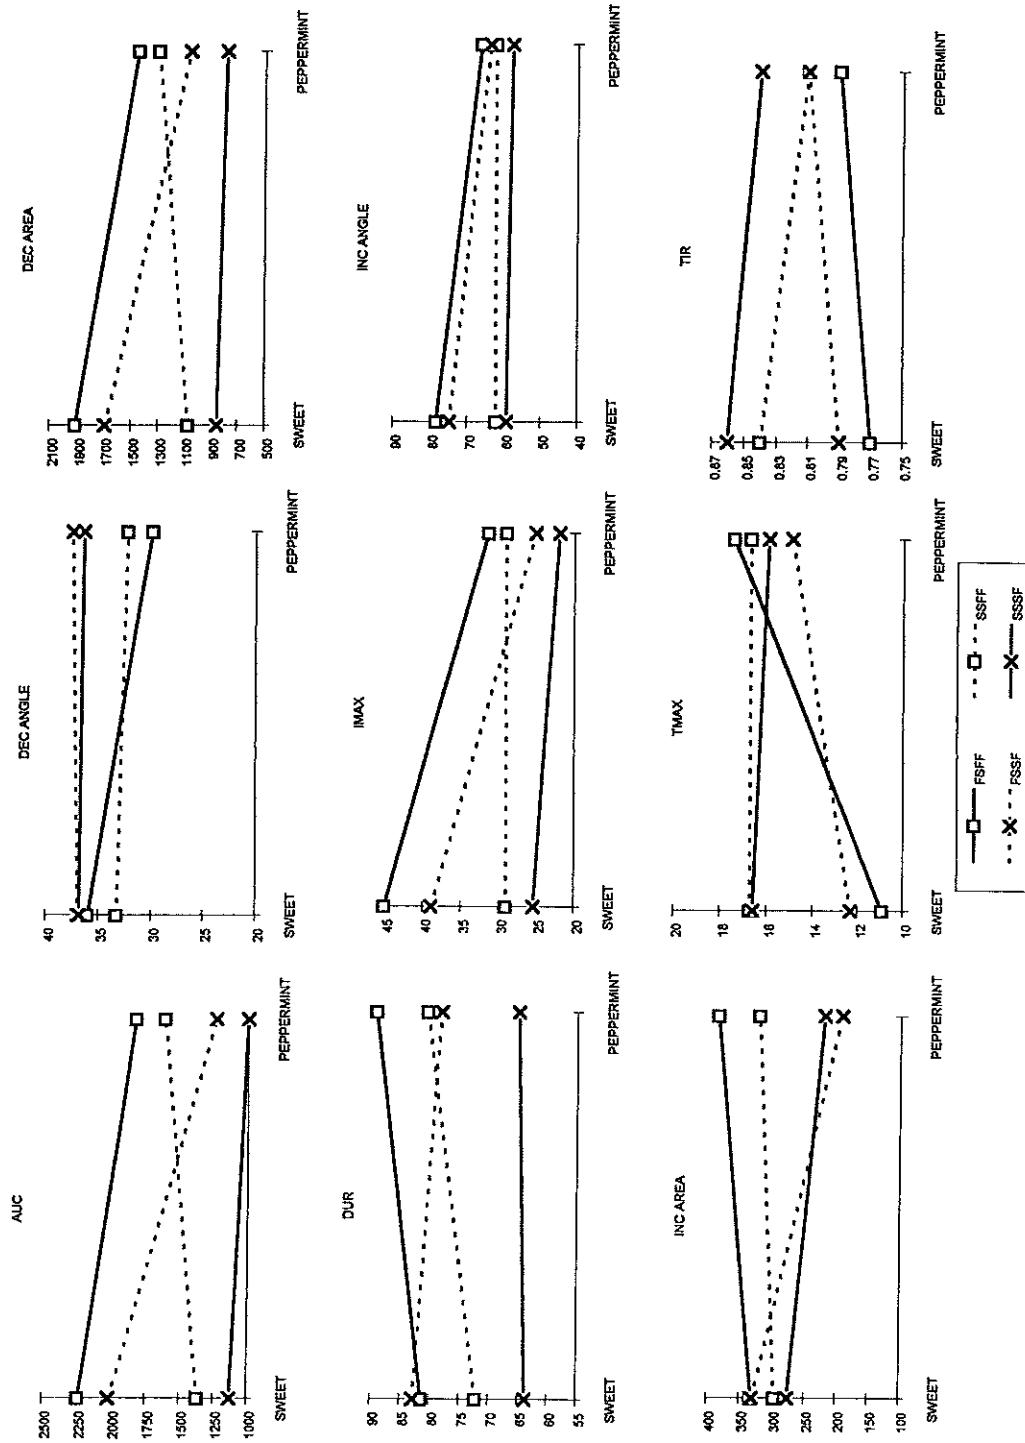 AUC
2500
2250
2000
1750
1500
1250
1000
SWEET
PEPPERMINT
DEC ANGLE
40
35
30
25
20
SWEET
PEPPERMINT
DEC AREA
2100
1900
1700
1500
1300
1100
900
700
500
SWEET
PEPPERMINT
DUR
90
85
80
75
70
65
60
55
SWEET
PEPPERMINT
IMAX
45
40
35
30
25
20
SWEET
PEPPERMINT
INC ANGLE
90
80
70
60
50
40
SWEET
PEPPERMINT
INC AREA
400
350
300
250
200
150
100
SWEET
PEPPERMINT
TMAX
20
18
16
14
12
10
SWEET
PEPPERMINT
TIR
0.87
0.85
0.83
0.81
0.79
0.77
0.75
SWEET
PEPPERMINT
FSFF SSFF
FSSF SSSF